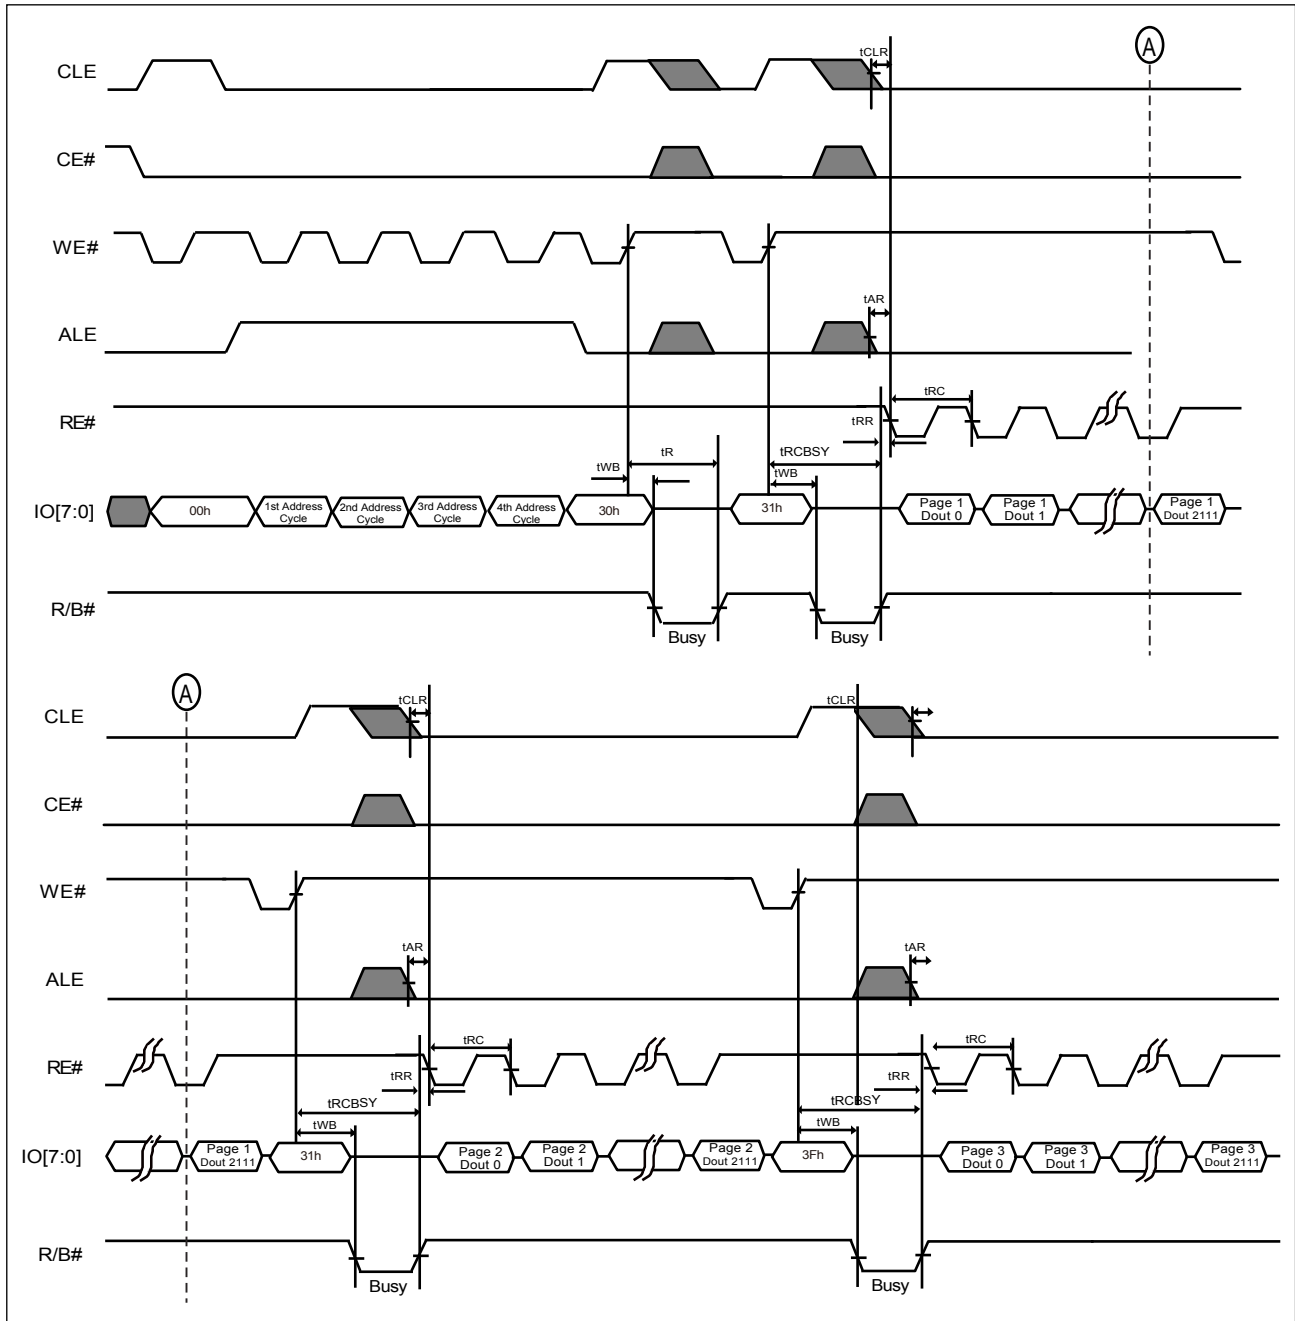 A
tCLR
CLE
CE#
WE#
tAR
ALE
tRC
RE#
tRR
tR
tRCBSY
tWB
tWB
IO[7:0]
00h
1st Address
Cycle
2nd Address
Cycle
3rd Address
Cycle
4th Address
Cycle
30h
31h
Page 1
Dout 0
Page 1
Dout 1
Page 1
Dout 2111
R/B#
Busy
Busy
A
tCLR
tCLR
CLE
CE#
WE#
tAR
tAR
ALE
tRC
tRC
RE#
tRR
tRR
tRCBSY
tRCBSY
tWB
tWB
IO[7:0]
Page 1
Dout 2111
31h
Page 2
Dout 0
Page 2
Dout 1
Page 2
Dout 2111
3Fh
Page 3
Dout 0
Page 3
Dout 1
Page 3
Dout 2111
R/B#
Busy
Busy